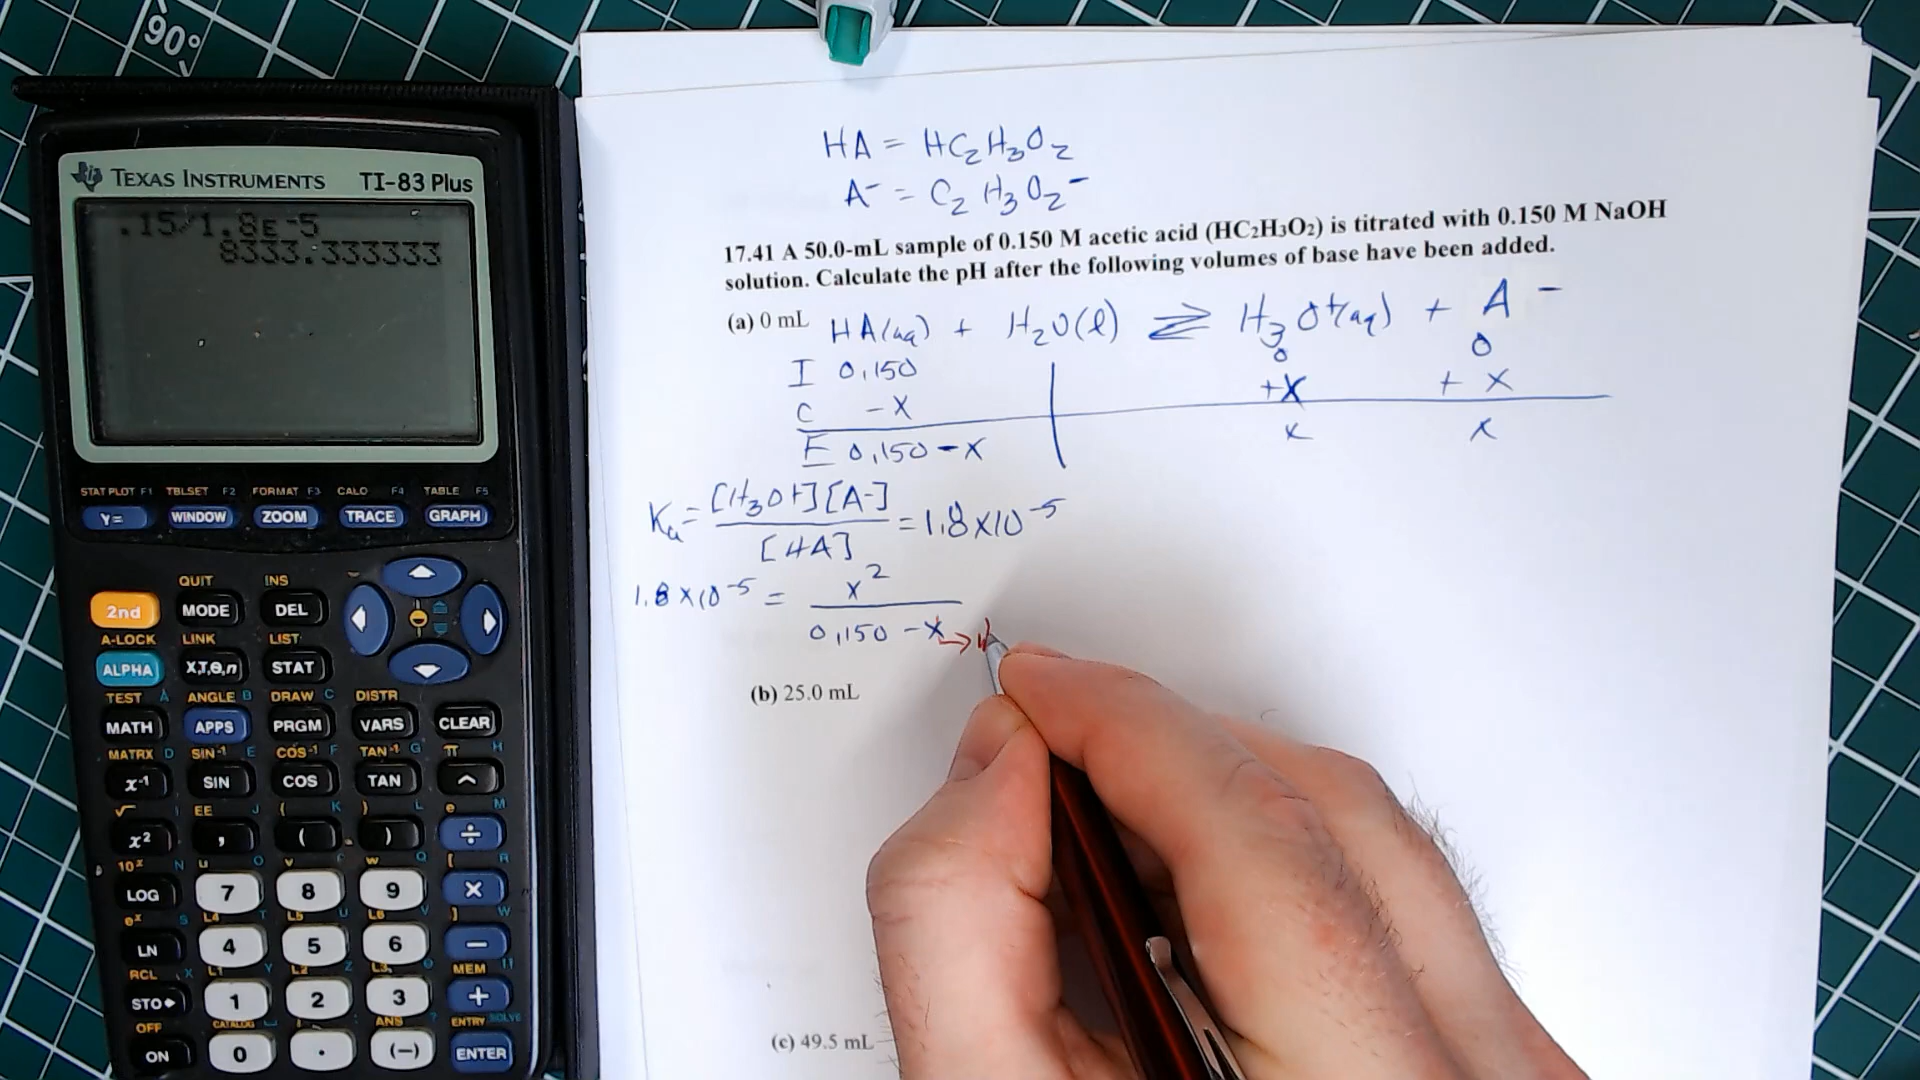 90°
TEXAS INSTRUMENTS TI-83 Plus
.15/1.8E-5
8333.333333
STAT PLOT F1 TBLSET F2 FORMAT F3 CALC F4 TABLE F5
Y= WINDOW ZOOM TRACE GRAPH
QUIT INS
2nd MODE DEL
A-LOCK LINK LIST
ALPHA X,T,θ,n STAT
TEST A ANGLE B DRAW C DISTR
MATH APPS PRGM VARS CLEAR
MATRX D SIN⁻¹ E COS⁻¹ F TAN⁻¹ G π H
x⁻¹ SIN COS TAN ^
√ I EE J { K } L e M
x² , ( ) ÷
10ˣ N u O v P w Q [ R
LOG 7 8 9 ×
eˣ S L4 T L5 U L6 V ] W
LN 4 5 6 −
RCL X L1 Y L2 Z L3 θ MEM "
STO▸ 1 2 3 +
OFF CATALOG ANS ? ENTRY SOLVE
ON 0 . (−) ENTER
HA = HC₂H₃O₂
A⁻ = C₂H₃O₂⁻
17.41 A 50.0-mL sample of 0.150 M acetic acid (HC₂H₃O₂) is titrated with 0.150 M NaOH
solution. Calculate the pH after the following volumes of base have been added.
(a) 0 mL HA(aq) + H₂O(l) ⇌ H₃O⁺(aq) + A⁻
I 0.150 0 0
C -x +x +x
E 0.150-x x x
Ka = [H₃O⁺][A⁻] / [HA] = 1.8×10⁻⁵
1.8×10⁻⁵ = x² / 0.150-x →
(b) 25.0 mL
(c) 49.5 mL